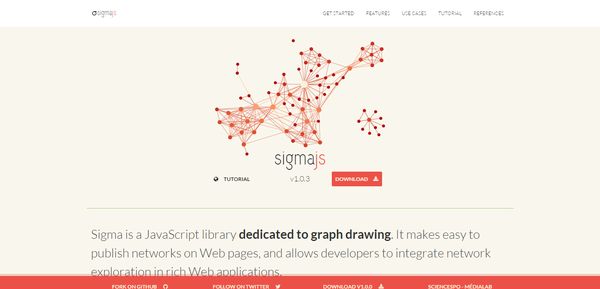 σsigmajs GET STARTED FEATURES USE CASES TUTORIAL REFERENCES
sigmajs
TUTORIAL v1.0.3 DOWNLOAD
Sigma is a JavaScript library dedicated to graph drawing. It makes easy to
publish networks on Web pages, and allows developers to integrate network
exploration in rich Web applications.
FORK ON GITHUB FOLLOW ON TWITTER DOWNLOAD V1.0.0 SCIENCESPO - MÉDIALAB